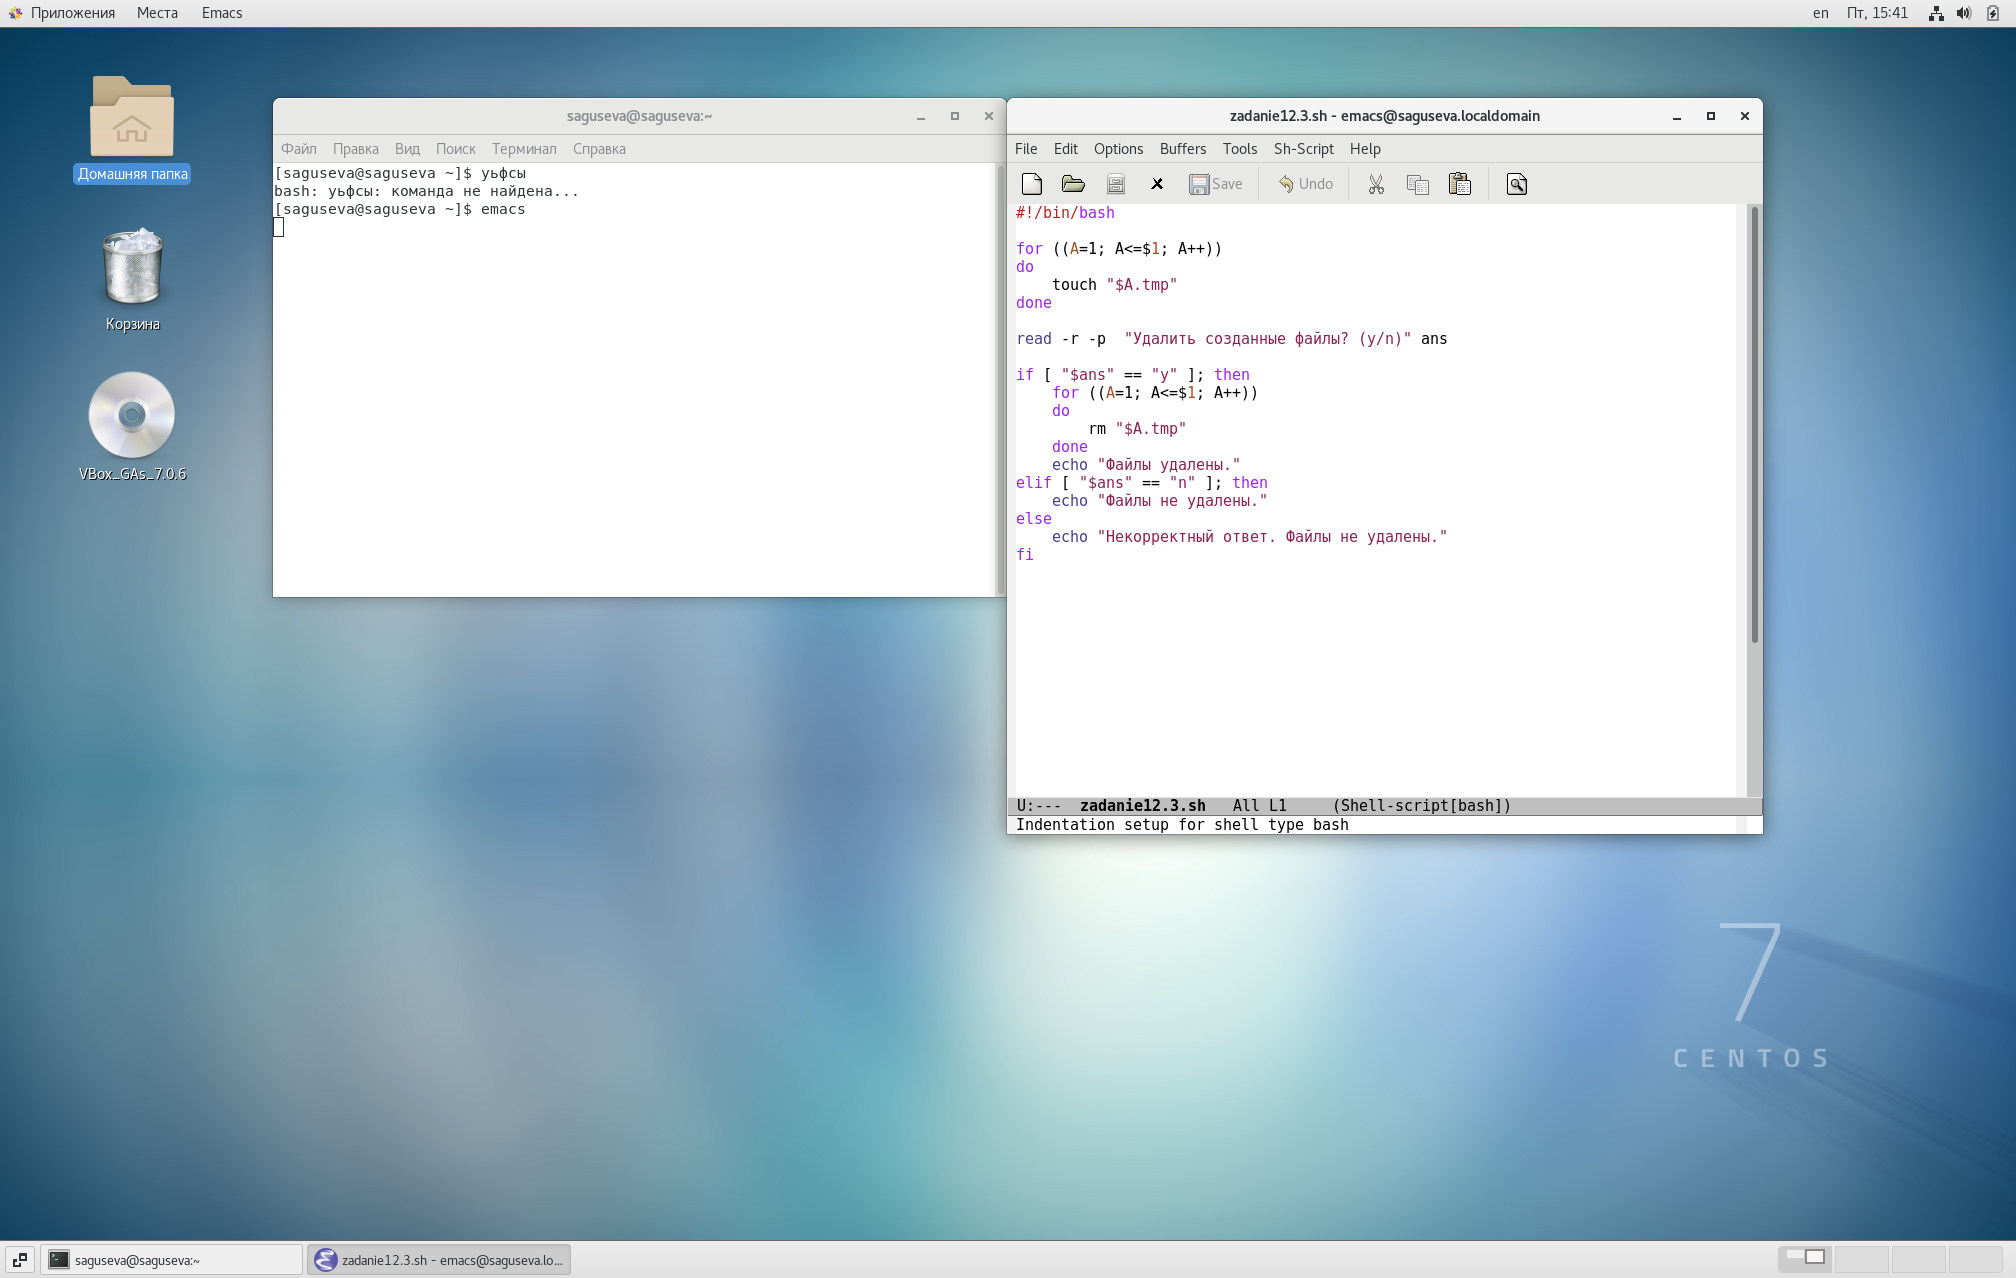 Приложения Места Emacs en Пт, 15:41
Домашняя папка
Корзина
VBox_GAs_7.0.6
saguseva@saguseva:~
Файл Правка Вид Поиск Терминал Справка
[saguseva@saguseva ~]$ уьфсы
bash: уьфсы: команда не найдена...
[saguseva@saguseva ~]$ emacs
zadanie12.3.sh - emacs@saguseva.localdomain
File Edit Options Buffers Tools Sh-Script Help
Save Undo
#!/bin/bash
for ((A=1; A<=$1; A++))
do
    touch "$A.tmp"
done
read -r -p  "Удалить созданные файлы? (y/n)" ans
if [ "$ans" == "y" ]; then
    for ((A=1; A<=$1; A++))
    do
        rm "$A.tmp"
    done
    echo "Файлы удалены."
elif [ "$ans" == "n" ]; then
    echo "Файлы не удалены."
else
    echo "Некорректный ответ. Файлы не удалены."
fi
U:---  zadanie12.3.sh   All L1     (Shell-script[bash])
Indentation setup for shell type bash
7
CENTOS
saguseva@saguseva:~
zadanie12.3.sh - emacs@saguseva.lo...